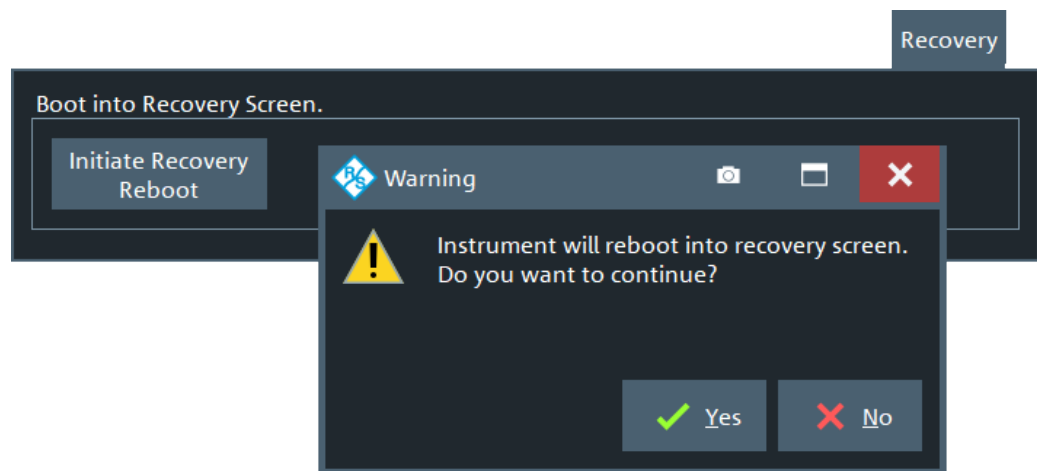 Recovery
Boot into Recovery Screen.
Initiate Recovery
Reboot
R&S Warning
Instrument will reboot into recovery screen.
Do you want to continue?
Yes
No